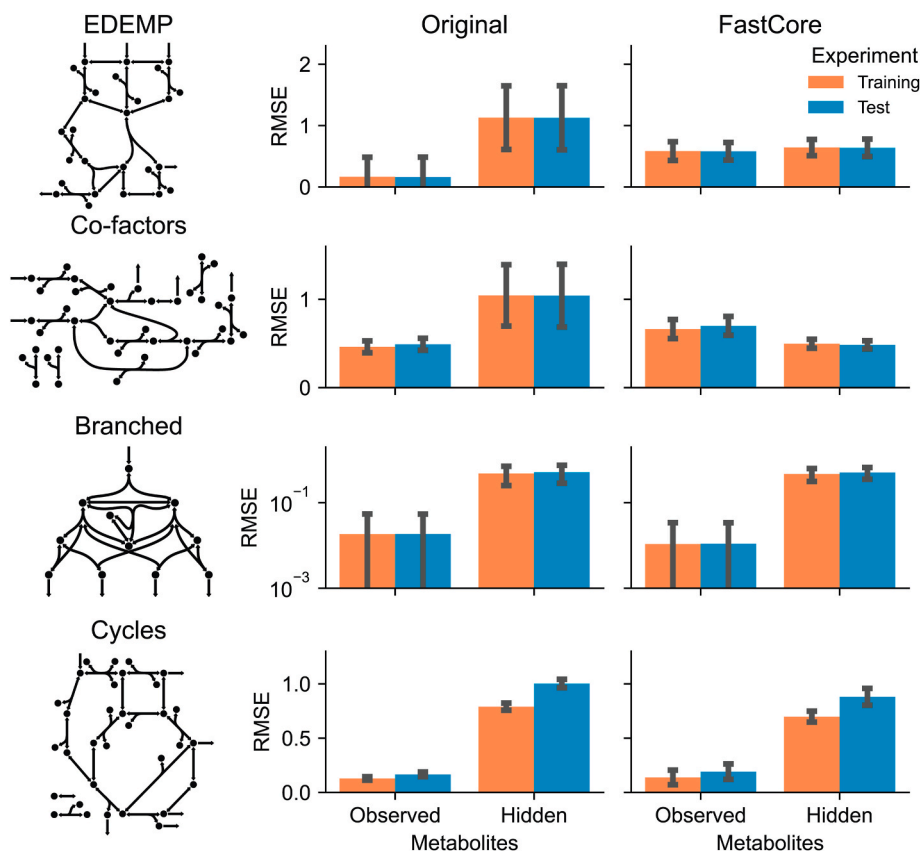 EDEMP
Original
FastCore
Experiment
Training
Test
RMSE
2
1
0
Co-factors
RMSE
1
0
Branched
RMSE
10⁻¹
10⁻³
Cycles
RMSE
1.0
0.5
0.0
Observed Hidden
Metabolites
Observed Hidden
Metabolites